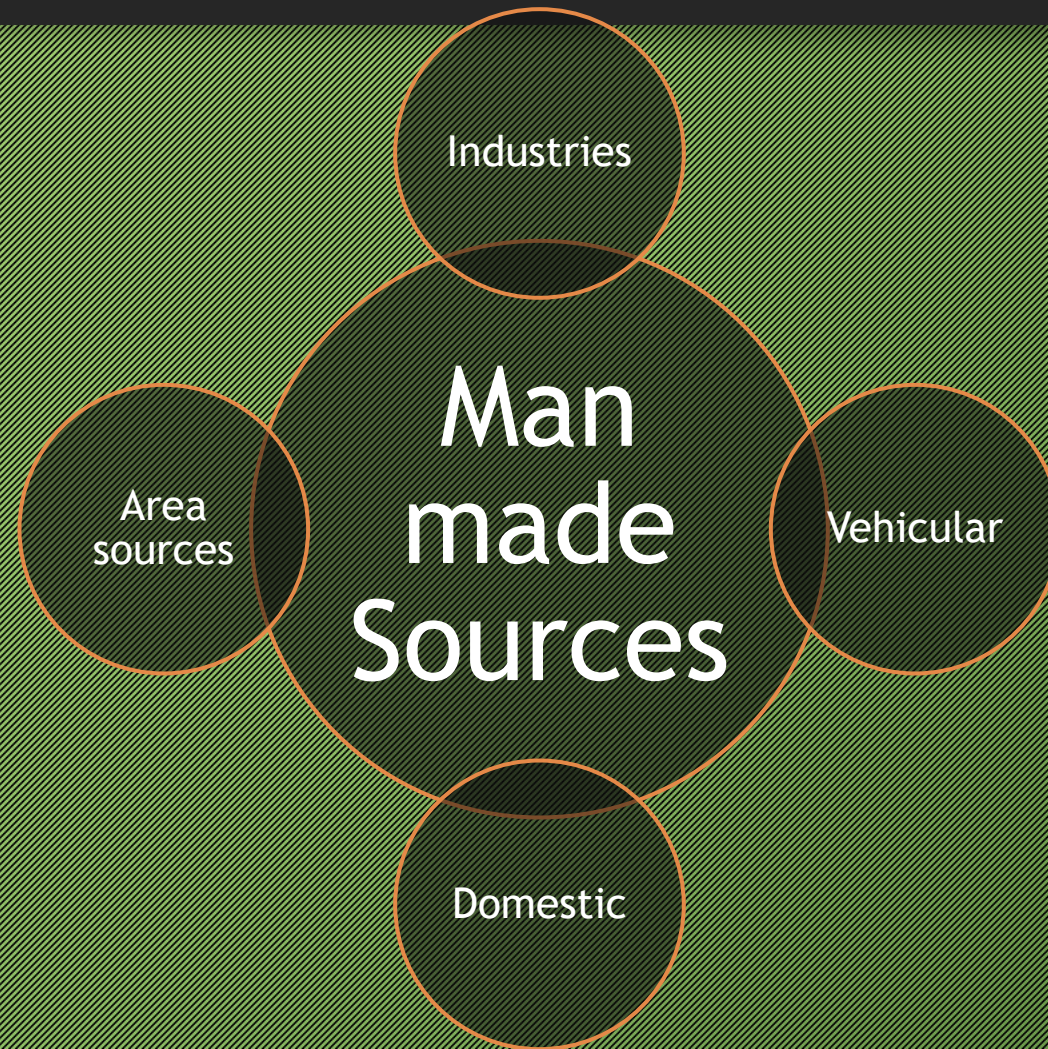 Industries
Man
made
Sources
Area
sources
Vehicular
Domestic